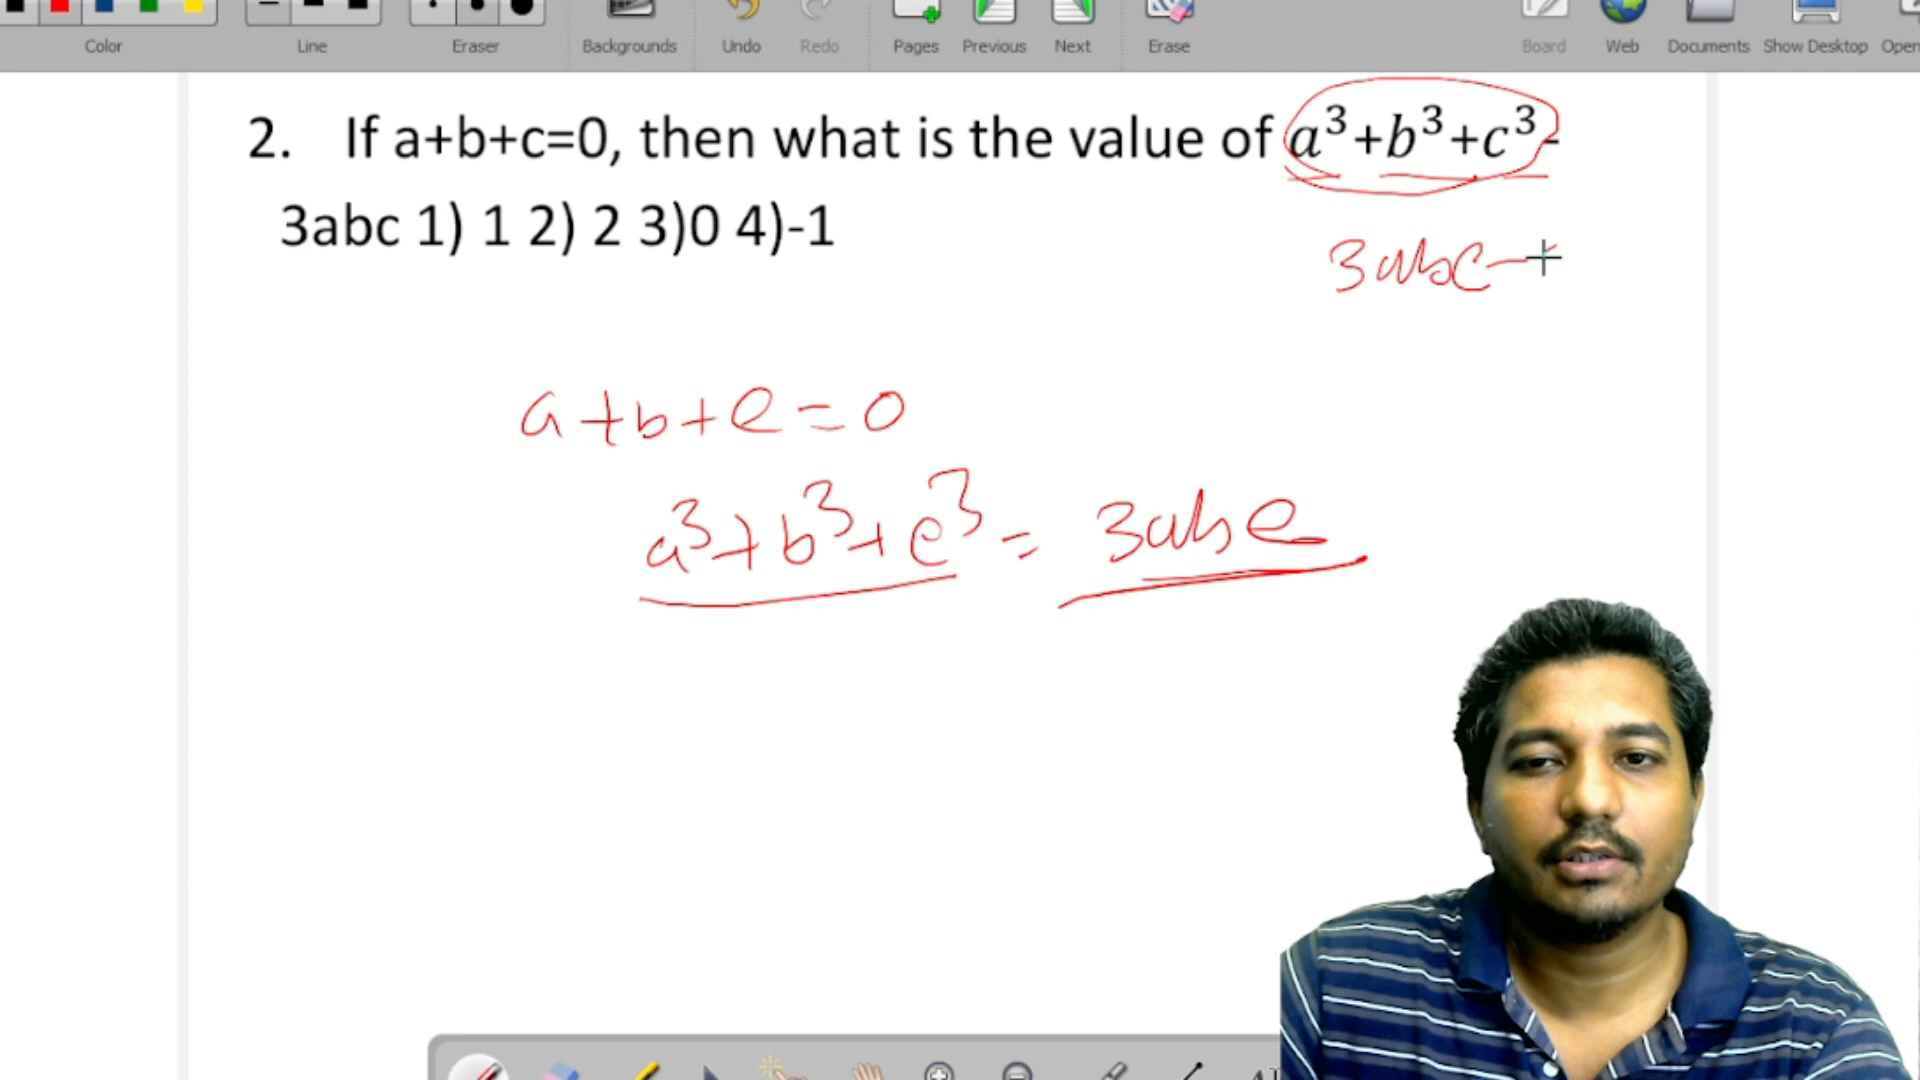 Color Line Eraser Backgrounds Undo Redo Pages Previous Next Erase Board Web Documents Show Desktop Open
2. If a+b+c=0, then what is the value of a³+b³+c³-
3abc 1) 1 2) 2 3)0 4)-1
3abc-
a+b+c=0
a³+b³+c³ = 3abc